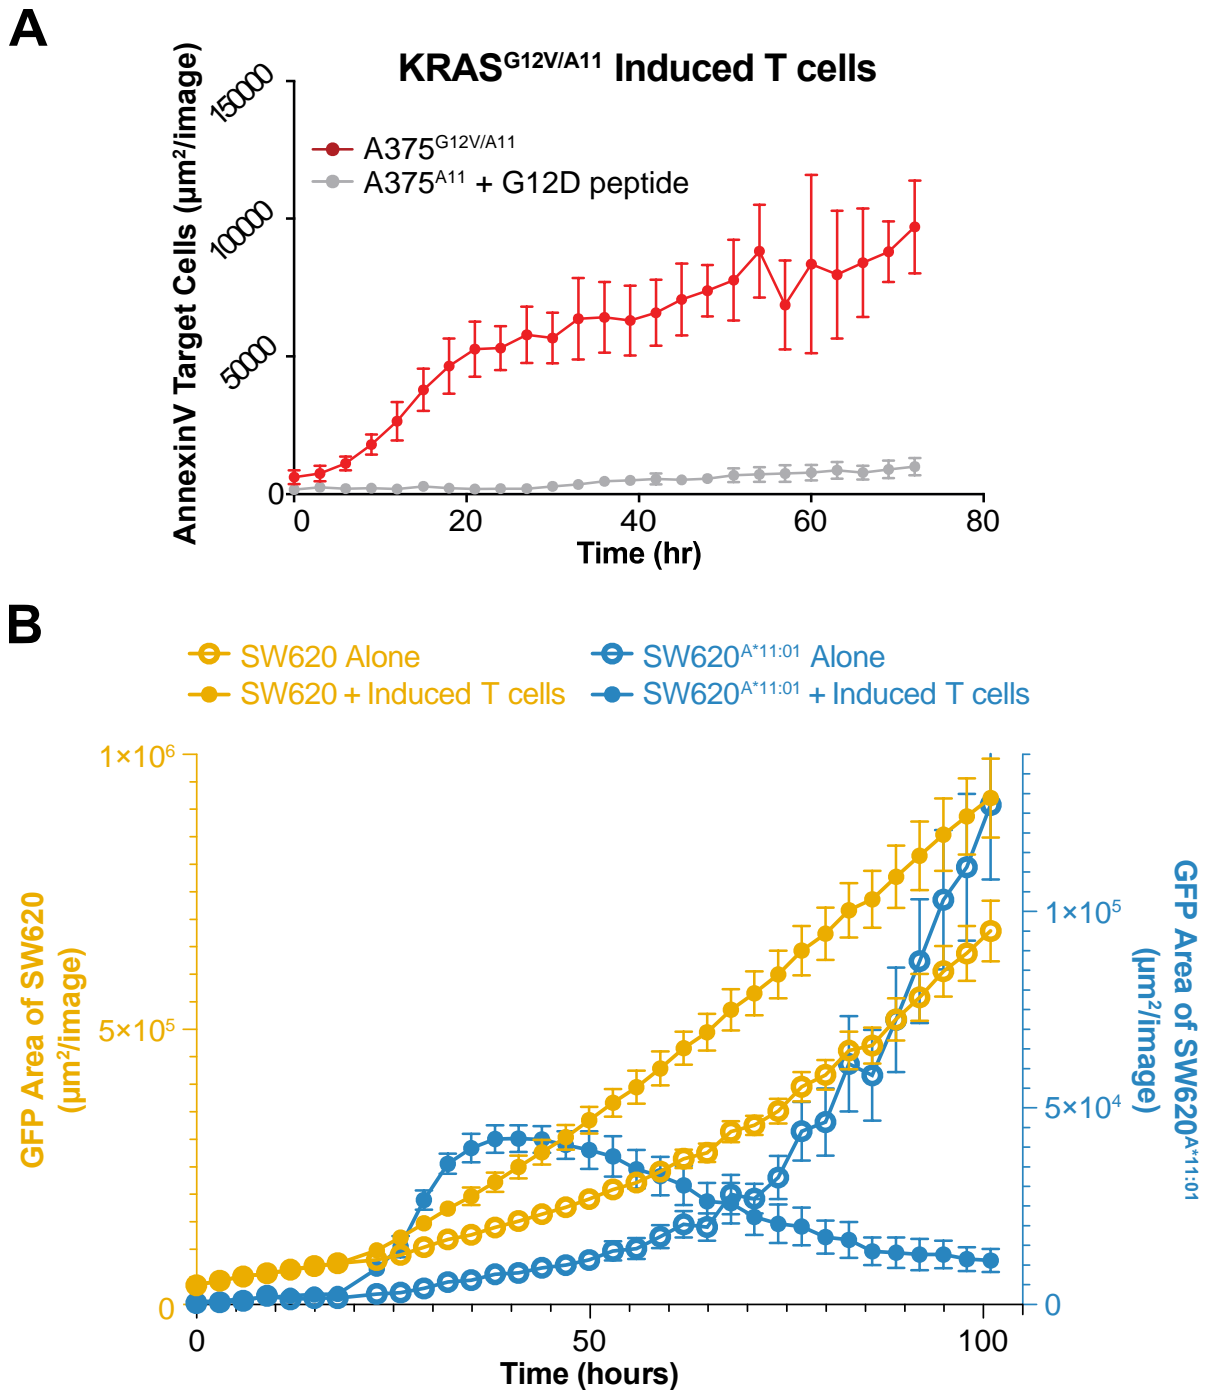 A
KRASG12V/A11 Induced T cells
AnnexinV Target Cells (µm2/image)
150000
100000
50000
0
A375G12V/A11
A375A11 + G12D peptide
0 20 40 60 80
Time (hr)
B
SW620 Alone
SW620 + Induced T cells
SW620A*11:01 Alone
SW620A*11:01 + Induced T cells
GFP Area of SW620
(µm2/image)
1×106
5×105
0
1×105
5×104
0
GFP Area of SW620A*11:01
(µm2/image)
0 50 100
Time (hours)